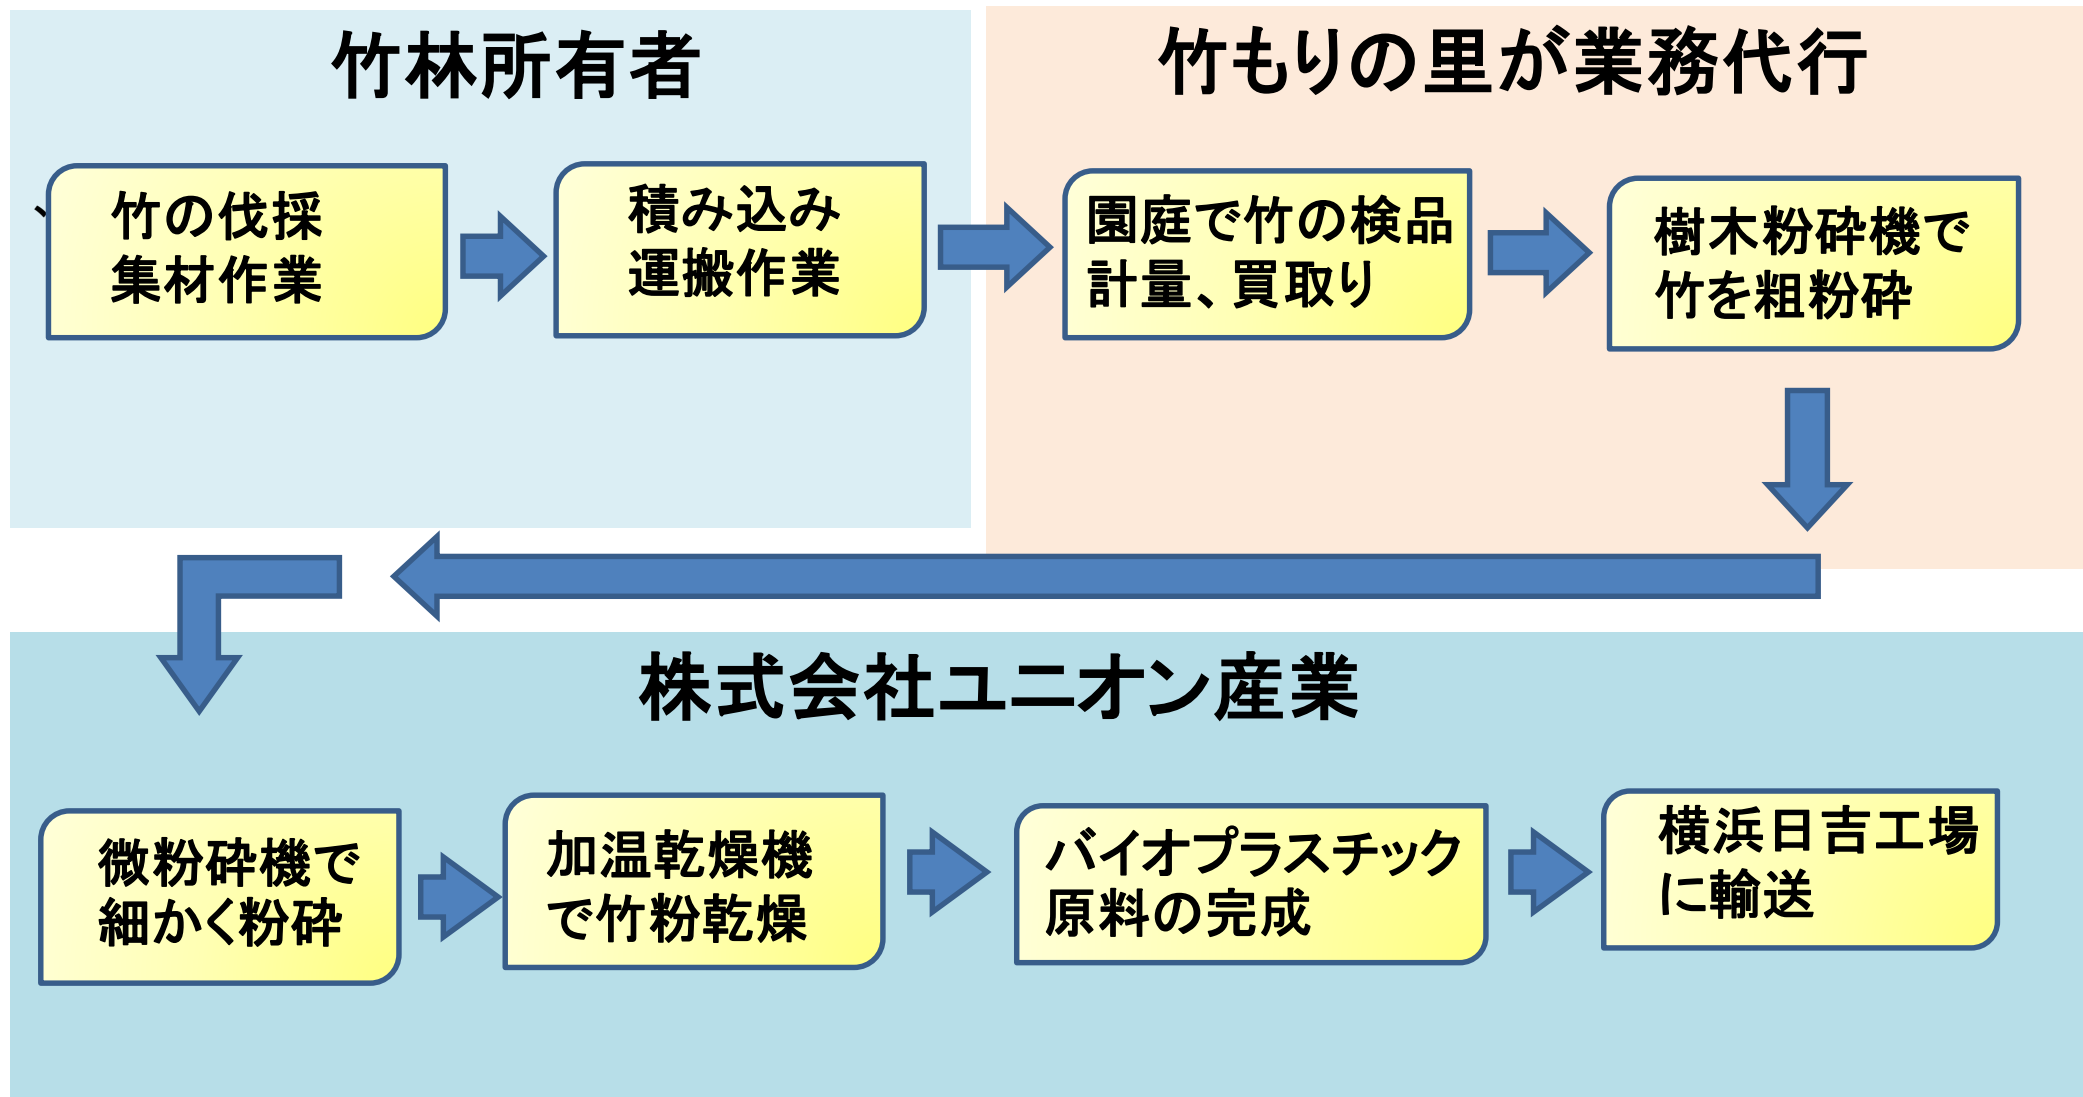 竹林所有者
竹もりの里が業務代行
、
竹の伐採
集材作業
積み込み
運搬作業
園庭で竹の検品
計量、買取り
樹木粉砕機で
竹を粗粉砕
株式会社ユニオン産業
微粉砕機で
細かく粉砕
加温乾燥機
で竹粉乾燥
バイオプラスチック
原料の完成
横浜日吉工場
に輸送